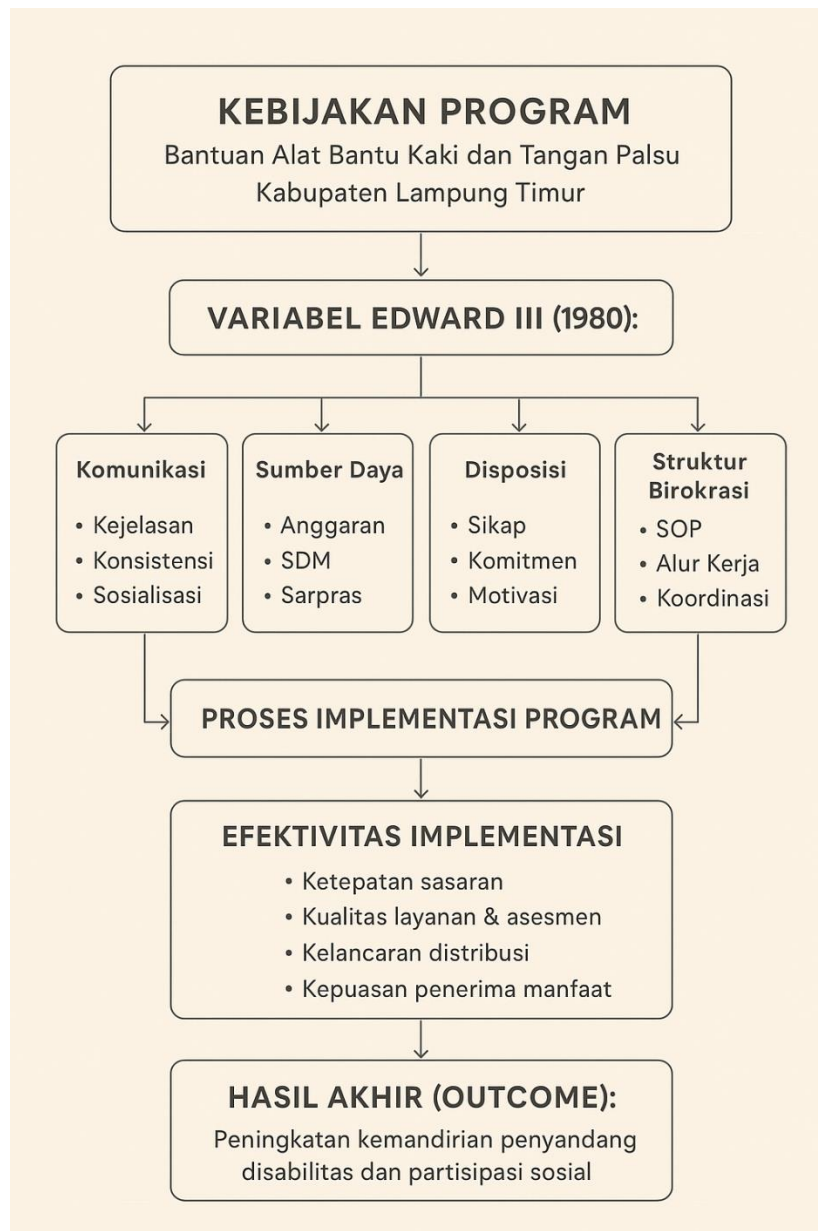 KEBIJAKAN PROGRAM
Bantuan Alat Bantu Kaki dan Tangan Palsu
Kabupaten Lampung Timur
VARIABEL EDWARD III (1980):
Komunikasi
• Kejelasan
• Konsistensi
• Sosialisasi
Sumber Daya
• Anggaran
• SDM
• Sarpras
Disposisi
• Sikap
• Komitmen
• Motivasi
Struktur
Birokrasi
• SOP
• Alur Kerja
• Koordinasi
PROSES IMPLEMENTASI PROGRAM
EFEKTIVITAS IMPLEMENTASI
• Ketepatan sasaran
• Kualitas layanan & asesmen
• Kelancaran distribusi
• Kepuasan penerima manfaat
HASIL AKHIR (OUTCOME):
Peningkatan kemandirian penyandang
disabilitas dan partisipasi sosial